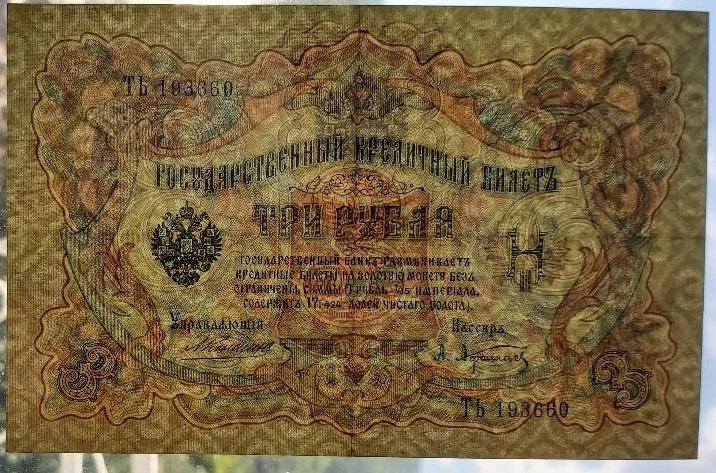 ТЬ 193660
ГОСУДАРСТВЕННЫЙ КРЕДИТНЫЙ БИЛЕТЪ
ТРИ РУБЛЯ
ГОСУДАРСТВЕННЫЙ БАНКЪ РАЗМѢНИВАЕТЪ
КРЕДИТНЫЕ БИЛЕТЫ НА ЗОЛОТУЮ МОНЕТУ БЕЗЪ
ОГРАНИЧЕНІЯ СУММЫ (1 РУБЛЬ = 1/15 ИМПЕРІАЛА,
СОДЕРЖИТЪ 17,424 ДОЛЕЙ ЧИСТАГО ЗОЛОТА).
Управляющій Кассиръ
А. Афанасьев
3 3
ТЬ 193660